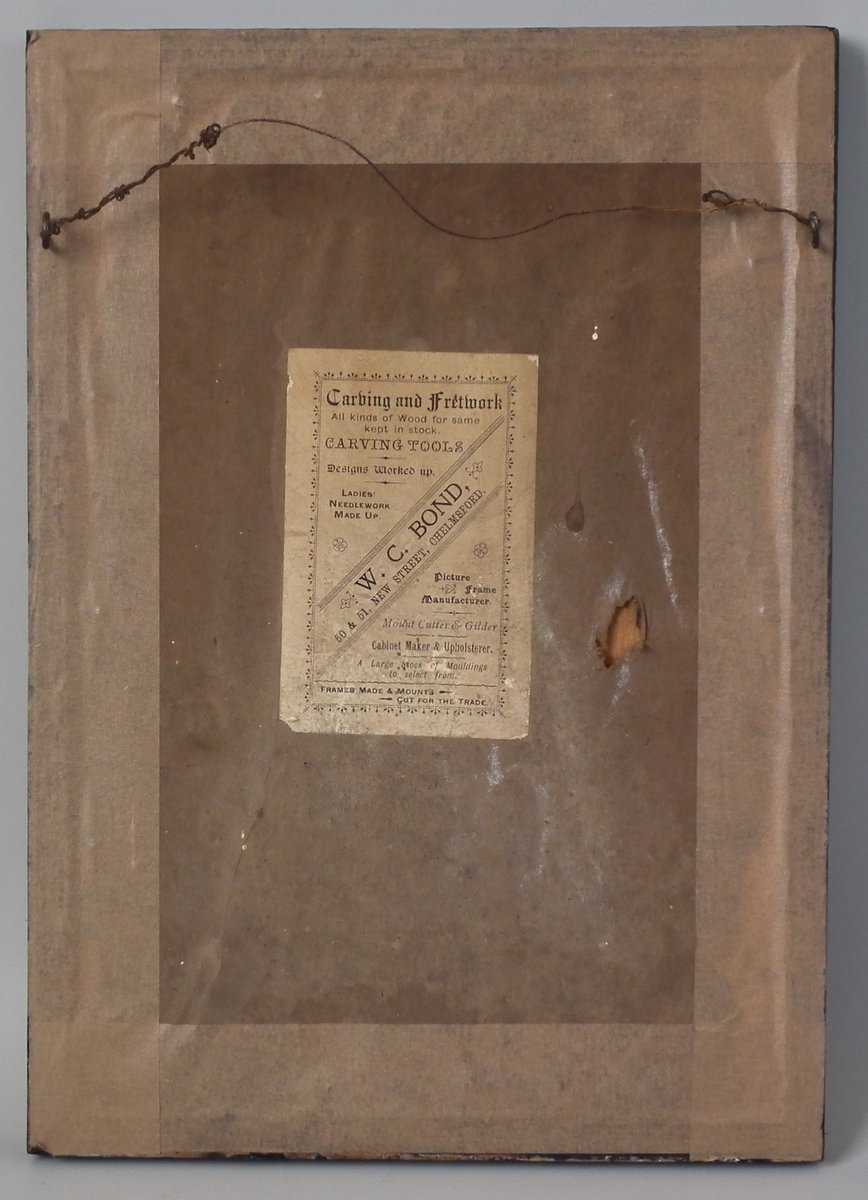 Carving and Fretwork
All kinds of Wood for same
kept in stock.
CARVING TOOLS
Designs Worked up.
LADIES'
NEEDLEWORK
MADE UP.
W. C. BOND,
50 & 51, NEW STREET, CHELMSFORD.
Picture
Frame
Manufacturer.
Mount Cutter & Gilder
Cabinet Maker & Upholsterer.
A Large Stock of Mouldings
to select from.
FRAMES MADE & MOUNTS
CUT FOR THE TRADE.